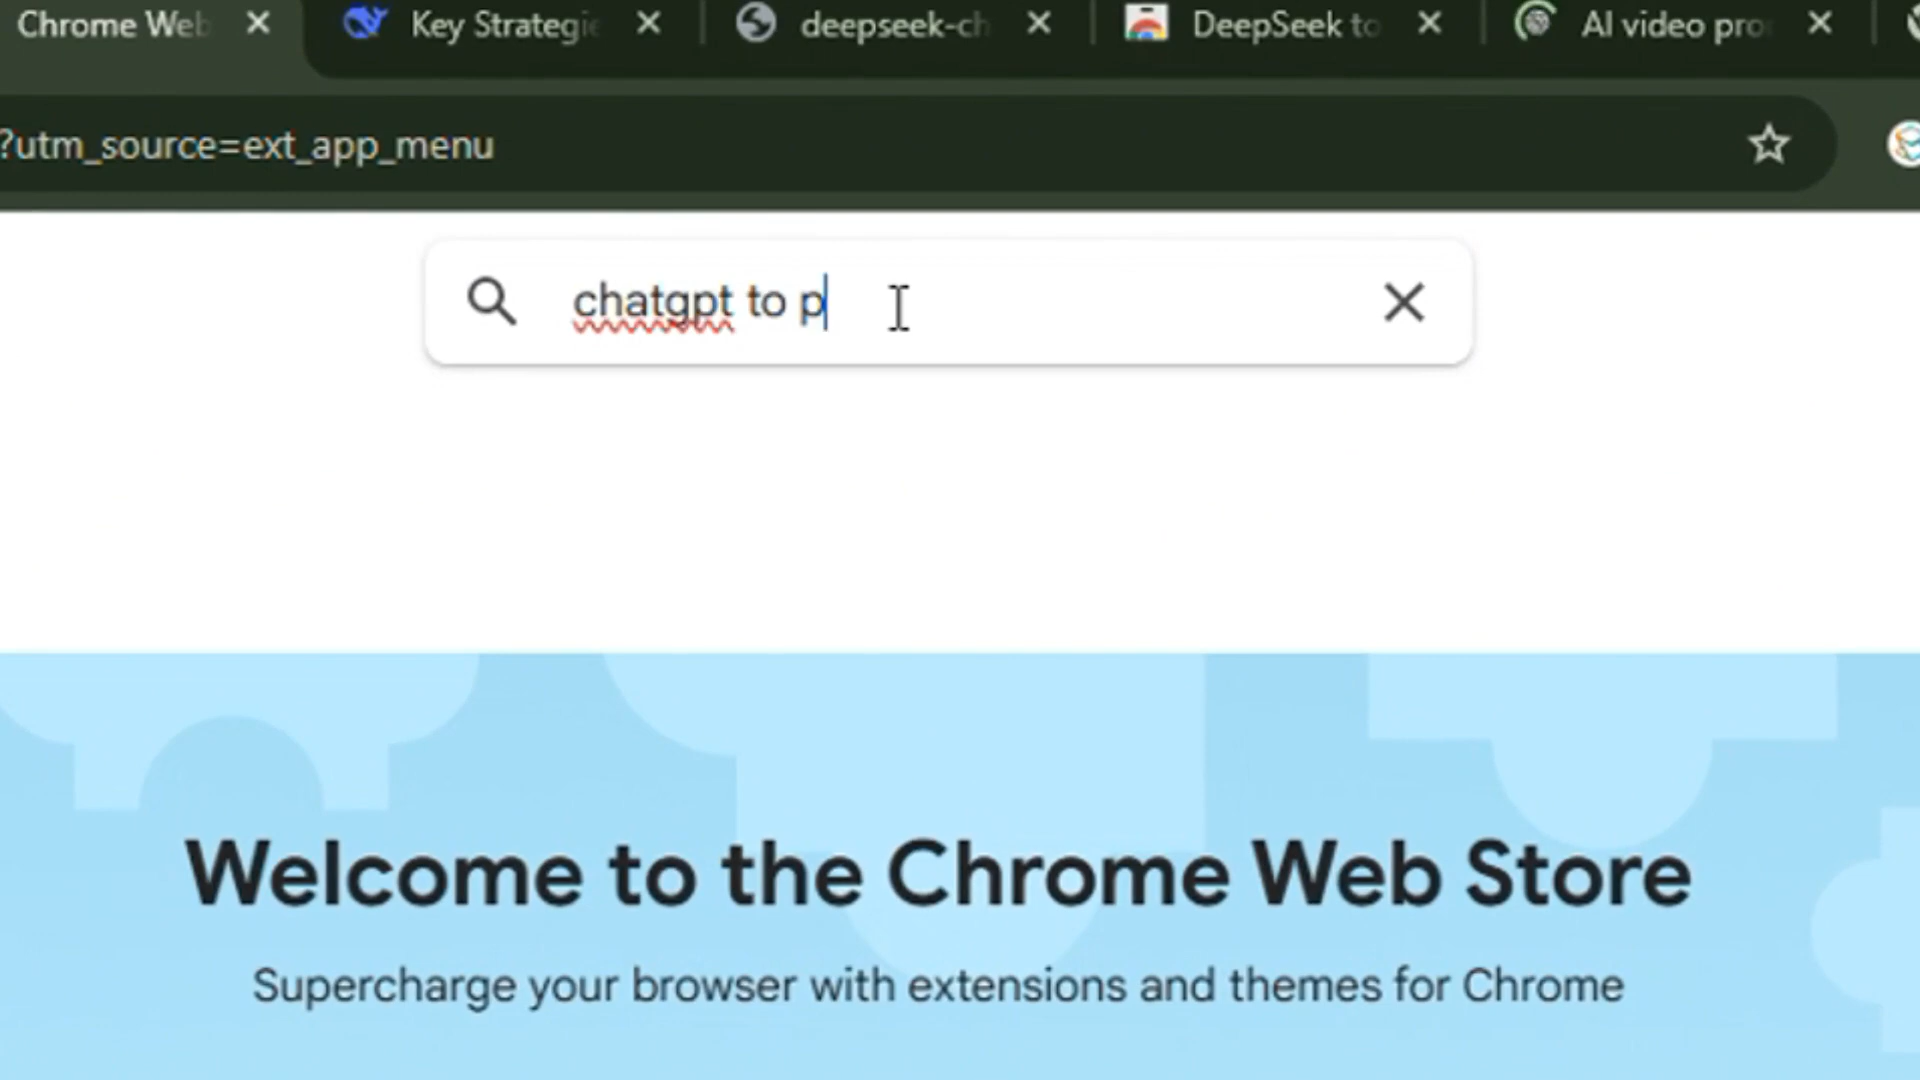 Chrome Web
Key Strategi
deepseek-ch
DeepSeek to
AI video pro
?utm_source=ext_app_menu
chatgpt to p
Welcome to the Chrome Web Store
Supercharge your browser with extensions and themes for Chrome